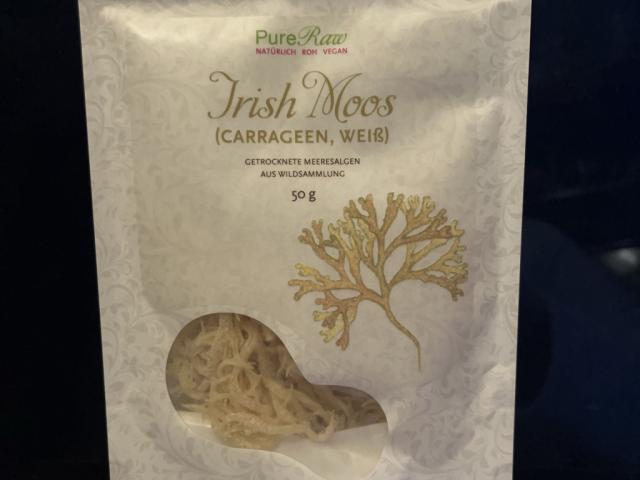 PureRaw
NATÜRLICH ROH VEGAN
Irish Moos
(CARRAGEEN, WEIß)
GETROCKNETE MEERESALGEN
AUS WILDSAMMLUNG
50 g